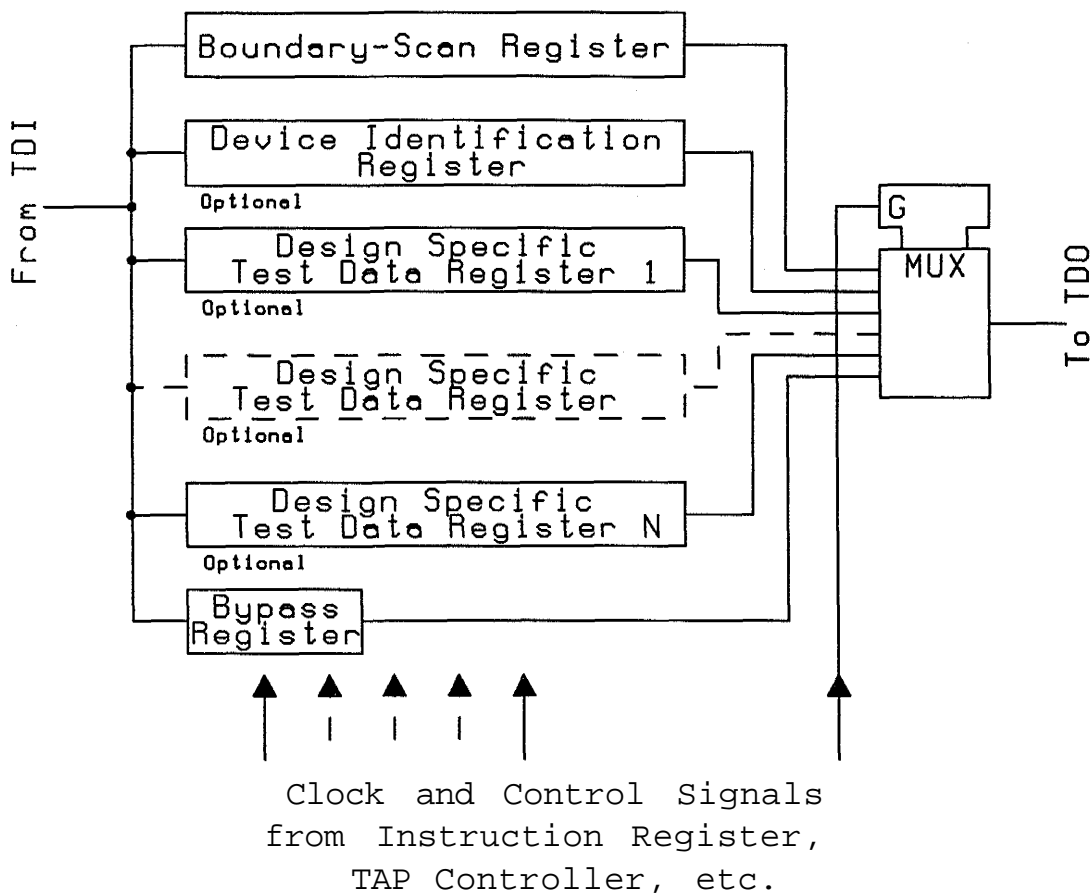 Boundary-Scan Register
From TDI
Device Identification
Register
Optional
G
MUX
To TDO
Design Specific
Test Data Register 1
Optional
Design Specific
Test Data Register
Optional
Design Specific
Test Data Register N
Optional
Bypass
Register
Clock and Control Signals
from Instruction Register,
TAP Controller, etc.